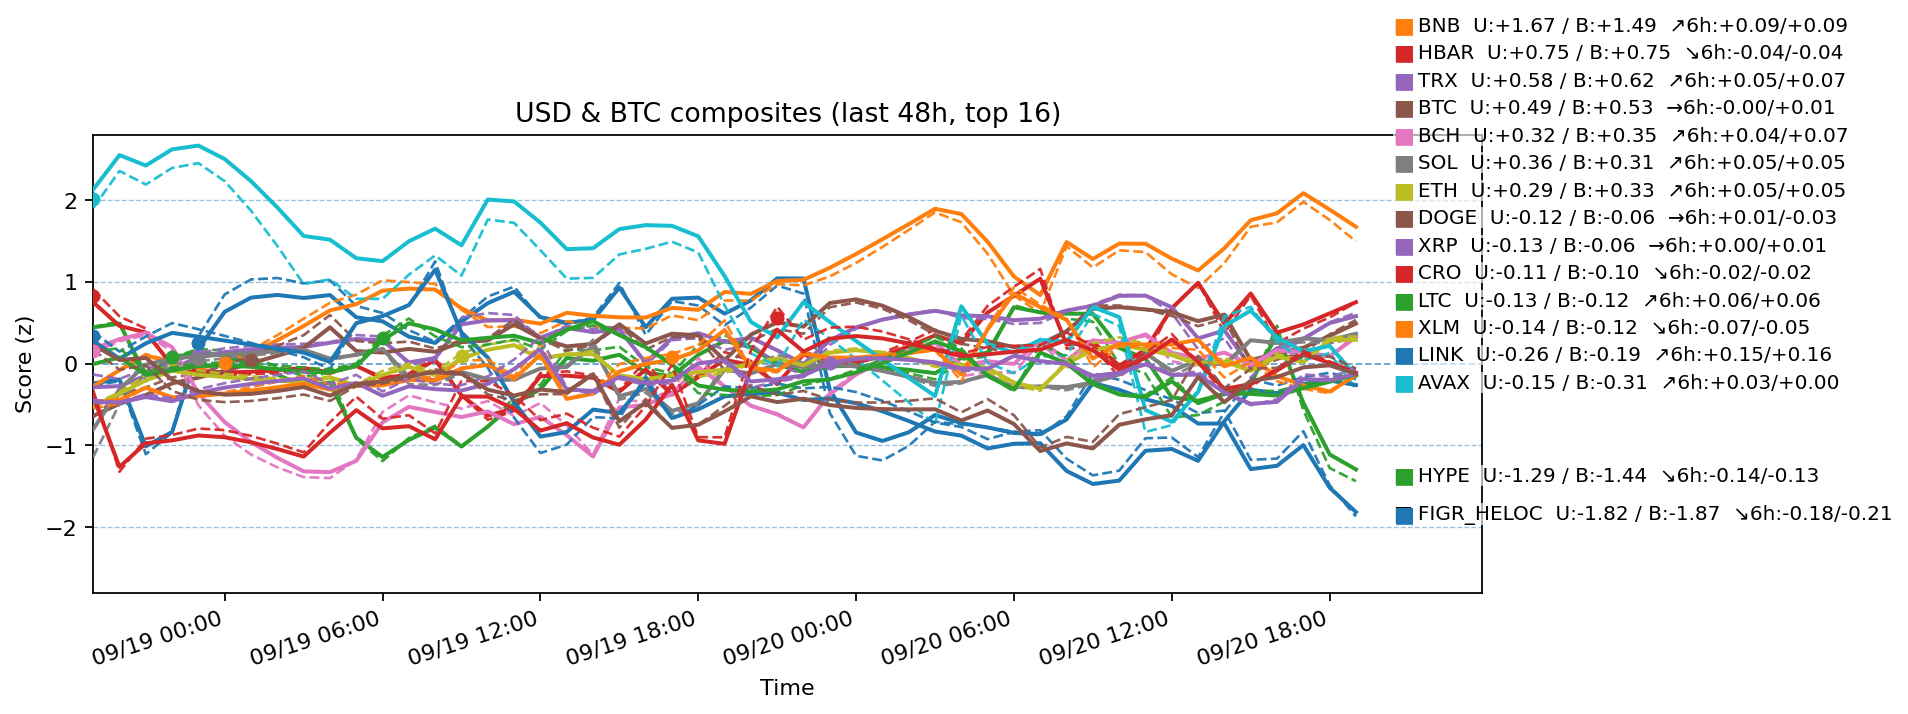 BNB  U:+1.67 / B:+1.49  ↗6h:+0.09/+0.09
HBAR  U:+0.75 / B:+0.75  ↘6h:-0.04/-0.04
TRX  U:+0.58 / B:+0.62  ↗6h:+0.05/+0.07
USD & BTC composites (last 48h, top 16)
BTC  U:+0.49 / B:+0.53  →6h:-0.00/+0.01
BCH  U:+0.32 / B:+0.35  ↗6h:+0.04/+0.07
SOL  U:+0.36 / B:+0.31  ↗6h:+0.05/+0.05
ETH  U:+0.29 / B:+0.33  ↗6h:+0.05/+0.05
DOGE  U:-0.12 / B:-0.06  →6h:+0.01/-0.03
XRP  U:-0.13 / B:-0.06  →6h:+0.00/+0.01
CRO  U:-0.11 / B:-0.10  ↘6h:-0.02/-0.02
LTC  U:-0.13 / B:-0.12  ↗6h:+0.06/+0.06
XLM  U:-0.14 / B:-0.12  ↘6h:-0.07/-0.05
LINK  U:-0.26 / B:-0.19  ↗6h:+0.15/+0.16
AVAX  U:-0.15 / B:-0.31  ↗6h:+0.03/+0.00
HYPE  U:-1.29 / B:-1.44  ↘6h:-0.14/-0.13
FIGR_HELOC  U:-1.82 / B:-1.87  ↘6h:-0.18/-0.21
Score (z)
2
1
0
−1
−2
09/19 00:00
09/19 06:00
09/19 12:00
09/19 18:00
09/20 00:00
09/20 06:00
09/20 12:00
09/20 18:00
Time